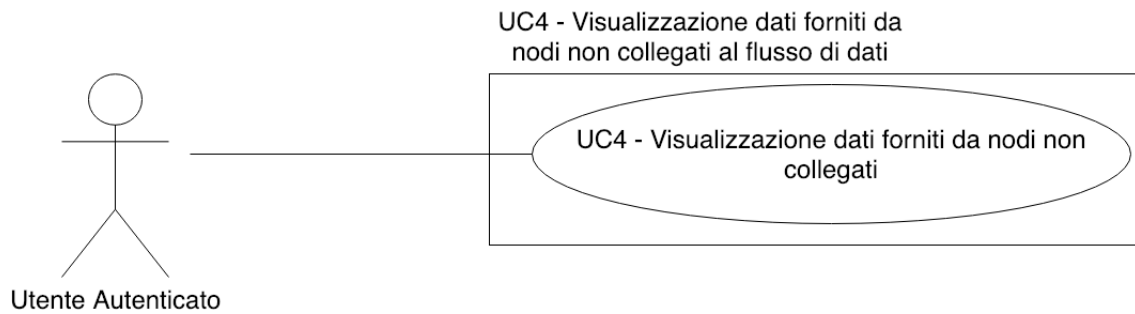 UC4 - Visualizzazione dati forniti da
nodi non collegati al flusso di dati
UC4 - Visualizzazione dati forniti da nodi non
collegati
Utente Autenticato